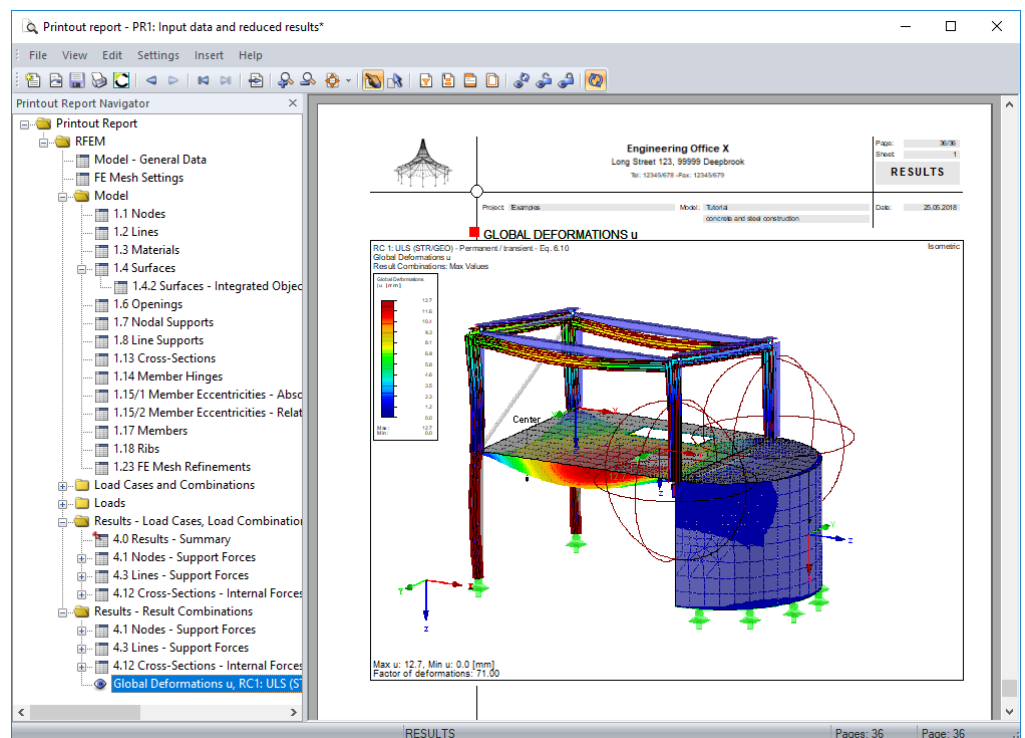 Printout report - PR1: Input data and reduced results*
File View Edit Settings Insert Help
Printout Report Navigator
Printout Report
RFEM
Model - General Data
FE Mesh Settings
Model
1.1 Nodes
1.2 Lines
1.3 Materials
1.4 Surfaces
1.4.2 Surfaces - Integrated Objec
1.6 Openings
1.7 Nodal Supports
1.8 Line Supports
1.13 Cross-Sections
1.14 Member Hinges
1.15/1 Member Eccentricities - Absc
1.15/2 Member Eccentricities - Relat
1.17 Members
1.18 Ribs
1.23 FE Mesh Refinements
Load Cases and Combinations
Loads
Results - Load Cases, Load Combination
4.0 Results - Summary
4.1 Nodes - Support Forces
4.3 Lines - Support Forces
4.12 Cross-Sections - Internal Forces
Results - Result Combinations
4.1 Nodes - Support Forces
4.3 Lines - Support Forces
4.12 Cross-Sections - Internal Forces
Global Deformations u, RC1: ULS (S
Engineering Office X
Long Street 123, 99999 Deepbrook
Tel: 12345/678 -Fax: 12345/679
Page: 36/36
Sheet: 1
RESULTS
Project: Examples Model: Tutorial Date: 25.05.2018
concrete and steel construction
GLOBAL DEFORMATIONS u
RC 1: ULS (STR/GEO) - Permanent / transient - Eq. 6.10 Isometric
Global Deformations u
Result Combinations: Max Values
Global Deformations
|u| [mm]
12.7
11.6
10.4
9.2
8.1
6.9
5.8
4.6
3.5
2.3
1.2
0.0
Max : 12.7
Min : 0.0
Center
X
Z
Z
Y
Z
Y
X
Z
Max u: 12.7, Min u: 0.0 [mm]
Factor of deformations: 71.00
RESULTS Pages: 36 Page: 36